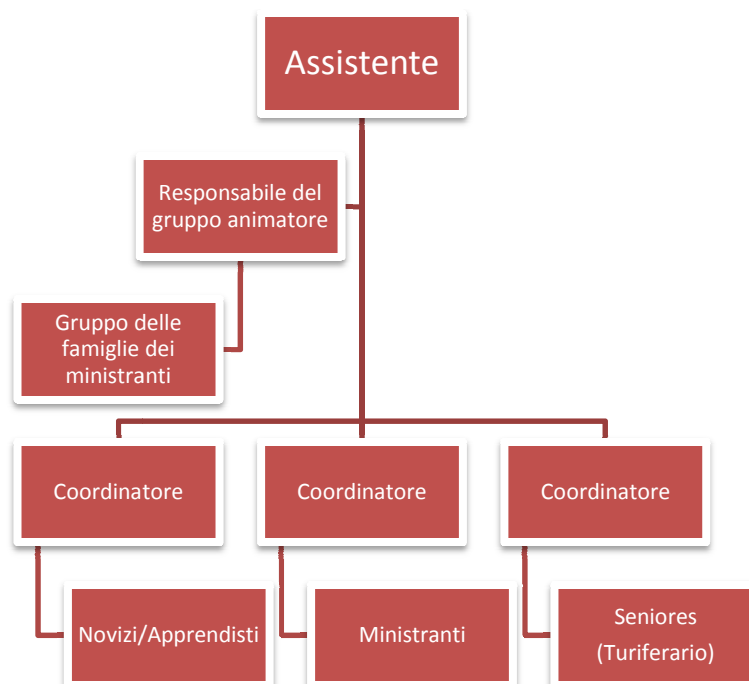 Assistente
Responsabile del
gruppo animatore
Gruppo delle
famiglie dei
ministranti
Coordinatore
Coordinatore
Coordinatore
Novizi/Apprendisti
Ministranti
Seniores
(Turiferario)